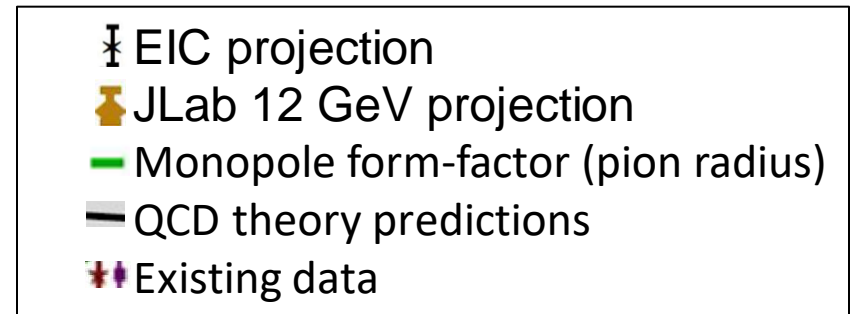 EIC projection
JLab 12 GeV projection
Monopole form-factor (pion radius)
QCD theory predictions
Existing data